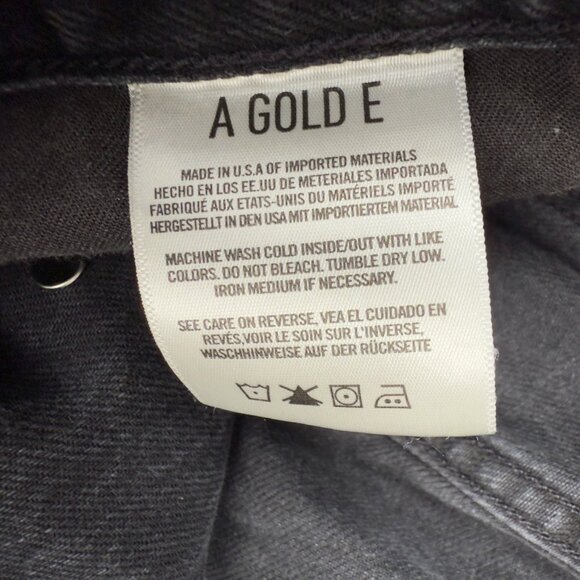 A GOLD E
MADE IN U.S.A OF IMPORTED MATERIALS
HECHO EN LOS EE.UU DE METERIALES IMPORTADA
FABRIQUÉ AUX ETATS-UNIS DU MATÉRIELS IMPORTÉ
HERGESTELLT IN DEN USA MIT IMPORTIERTEM MATERIAL
MACHINE WASH COLD INSIDE/OUT WITH LIKE
COLORS. DO NOT BLEACH. TUMBLE DRY LOW.
IRON MEDIUM IF NECESSARY.
SEE CARE ON REVERSE, VEA EL CUIDADO EN
REVÉS,VOIR LE SOIN SUR L'INVERSE,
WASCHHINWEISE AUF DER RÜCKSEITE